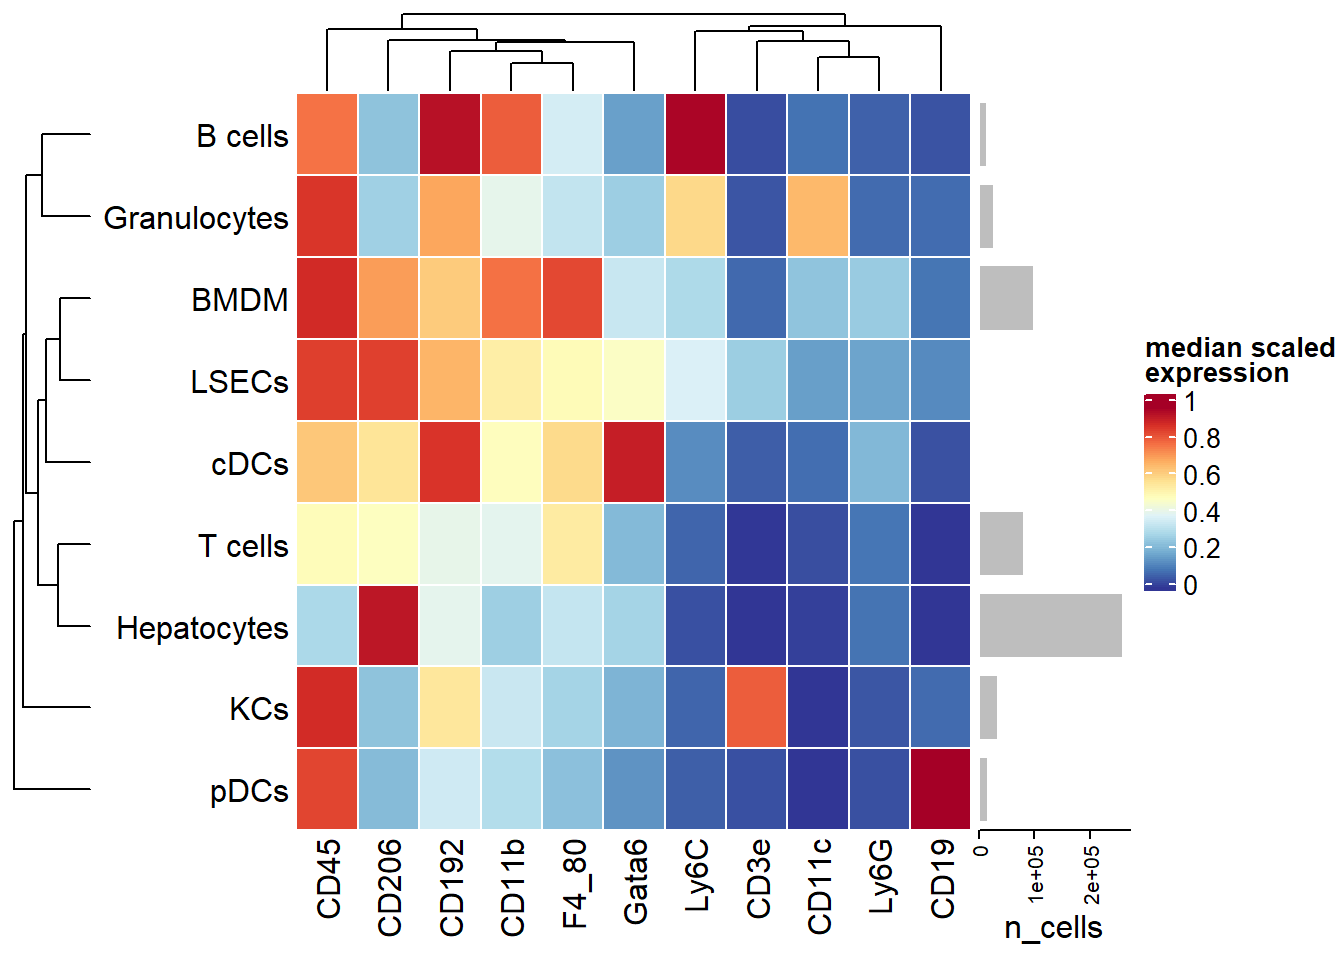 B cells
Granulocytes
BMDM
LSECs
cDCs
T cells
Hepatocytes
KCs
pDCs
CD45
CD206
CD192
CD11b
F4_80
Gata6
Ly6C
CD3e
CD11c
Ly6G
CD19
0
1e+05
2e+05
n_cells
median scaled
expression
1
0.8
0.6
0.4
0.2
0